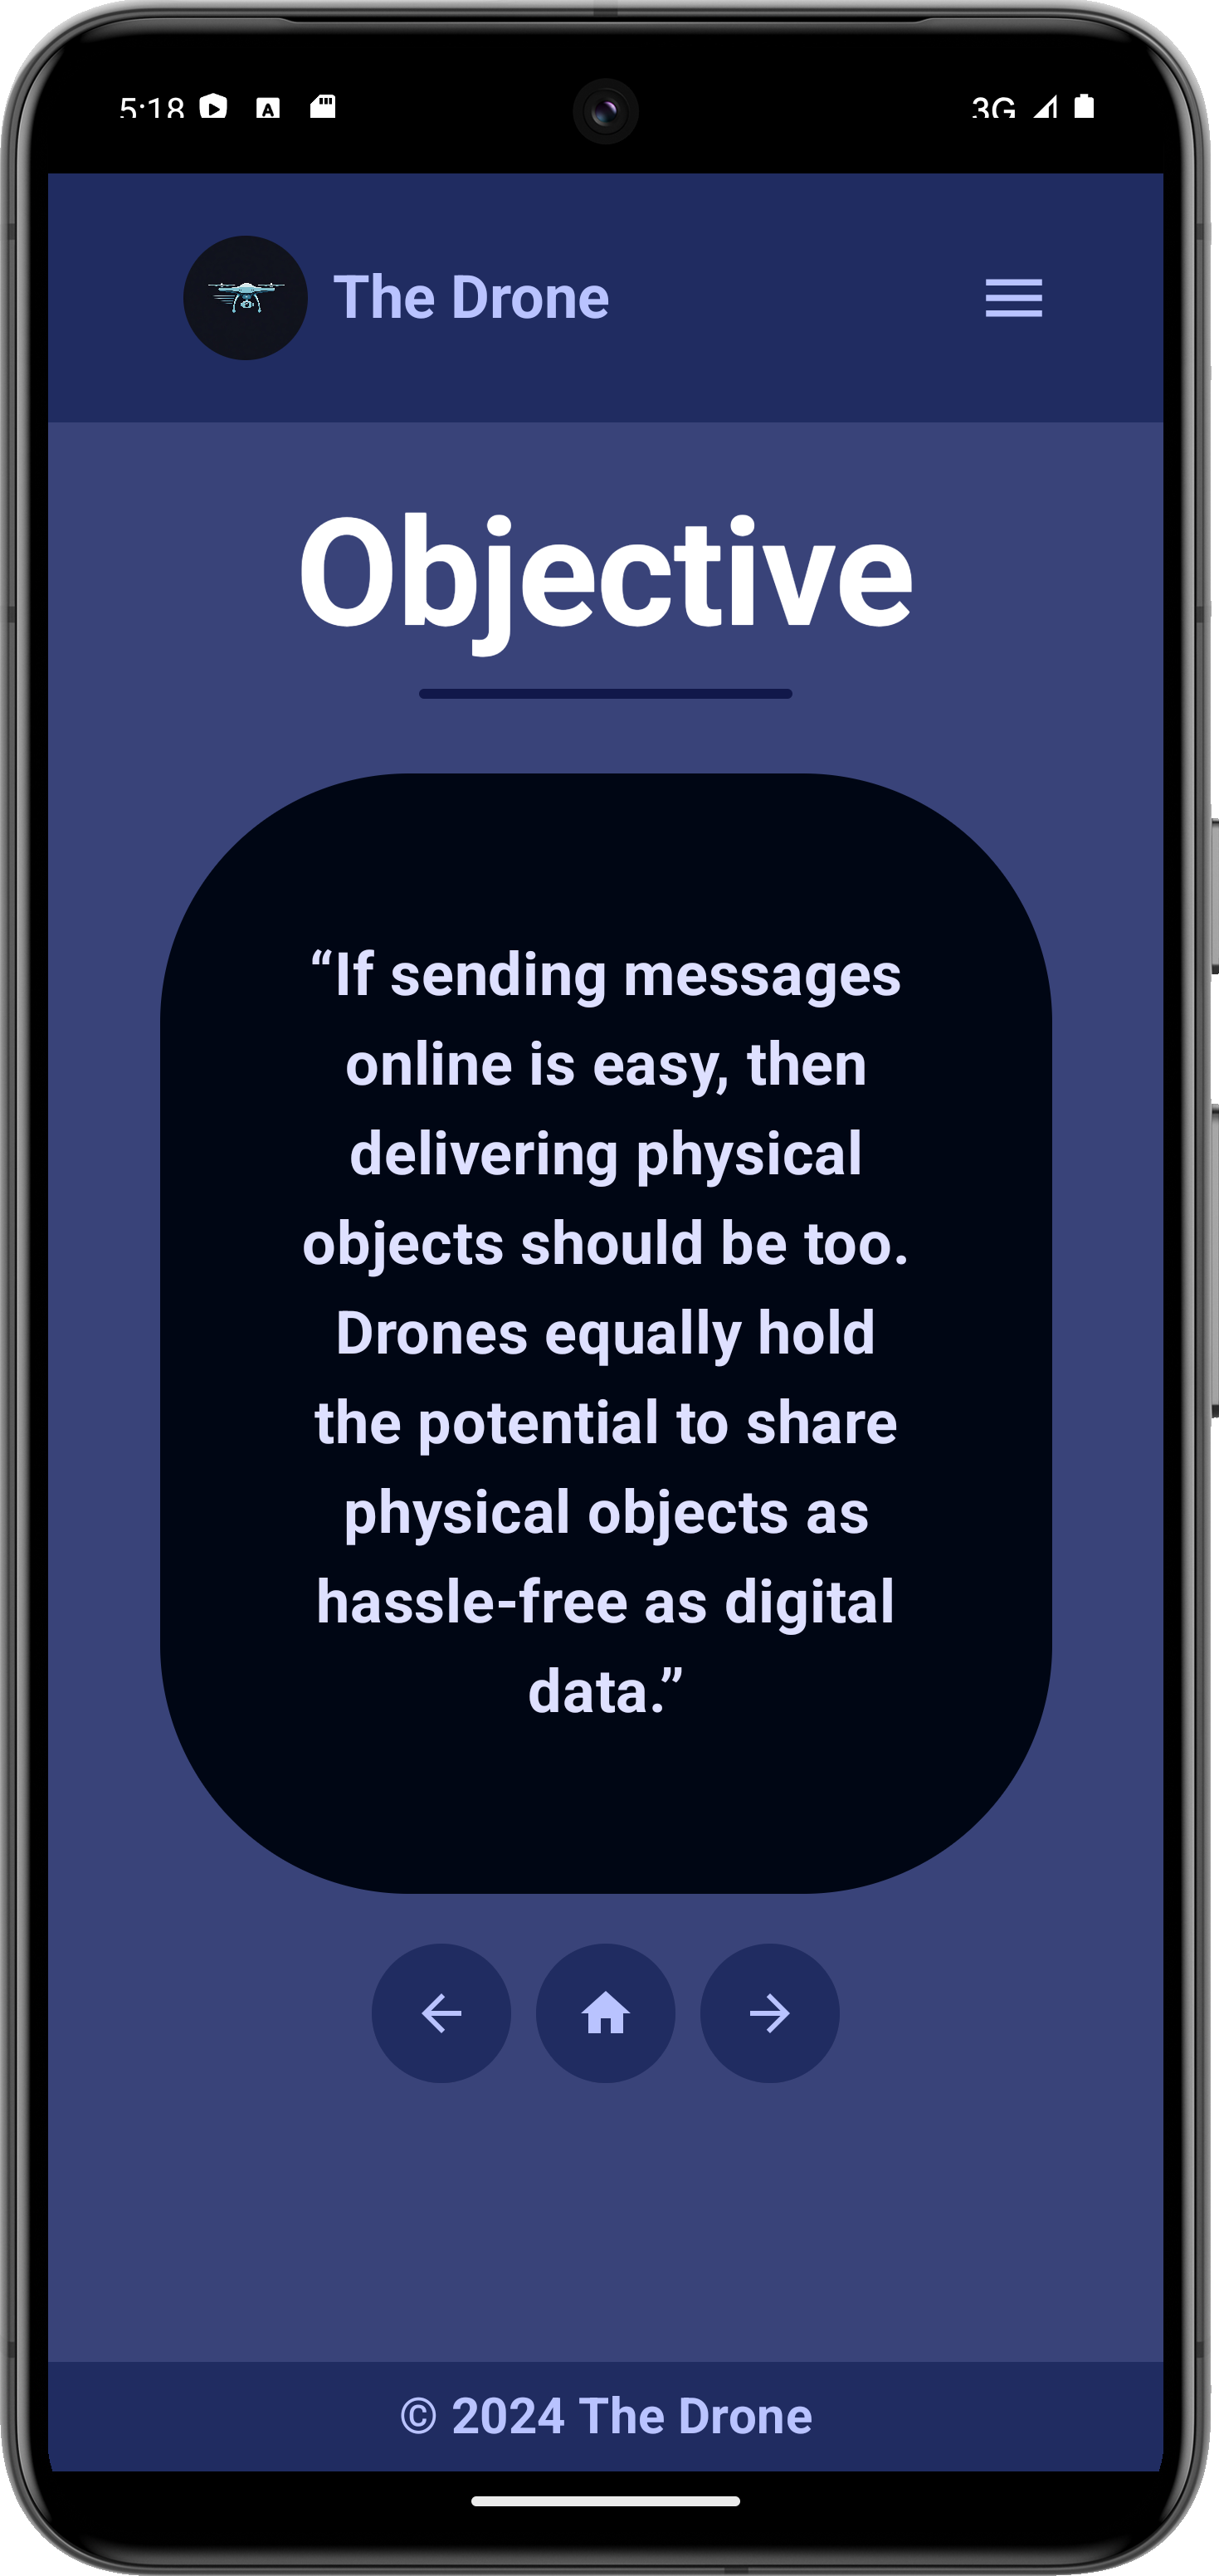 5:18
A
3G
The Drone
Objective
“If sending messages
online is easy, then
delivering physical
objects should be too.
Drones equally hold
the potential to share
physical objects as
hassle-free as digital
data.”
© 2024 The Drone